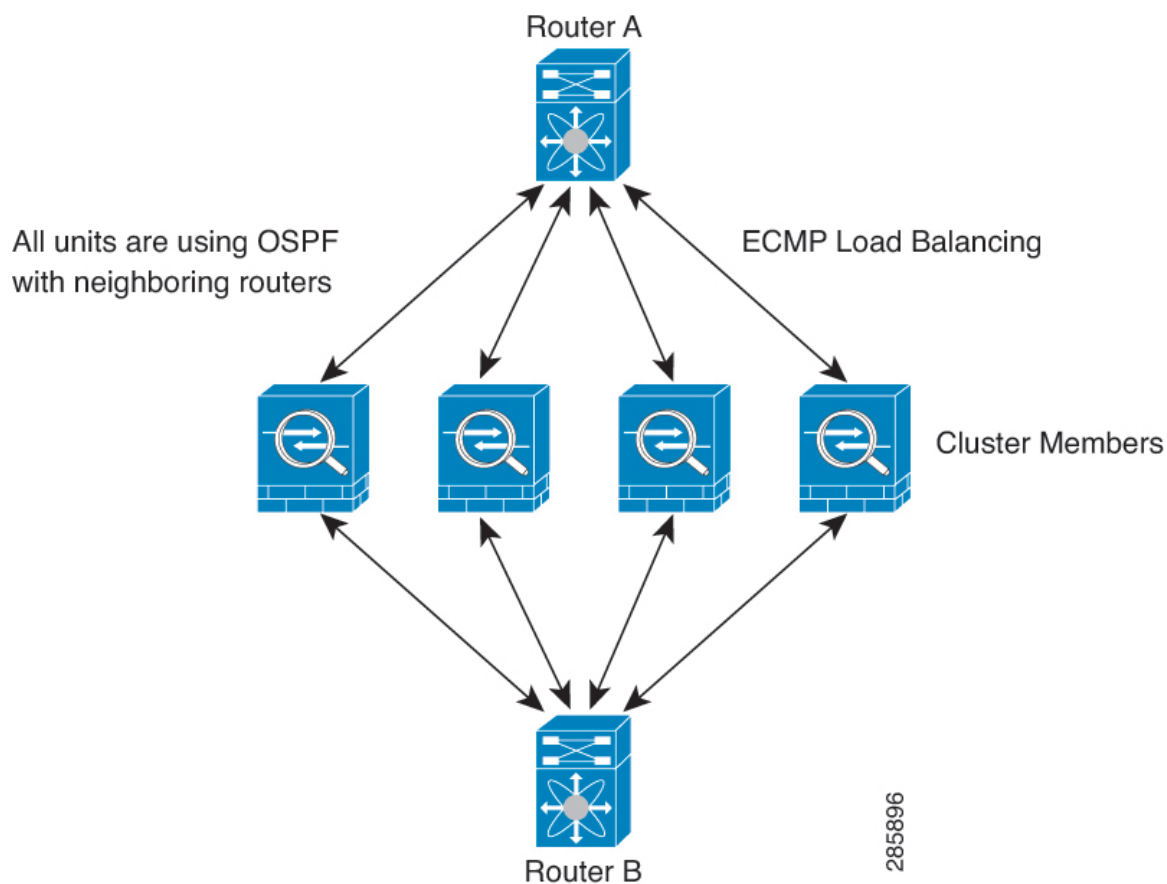 Router A
All units are using OSPF
with neighboring routers
ECMP Load Balancing
Cluster Members
Router B
285896